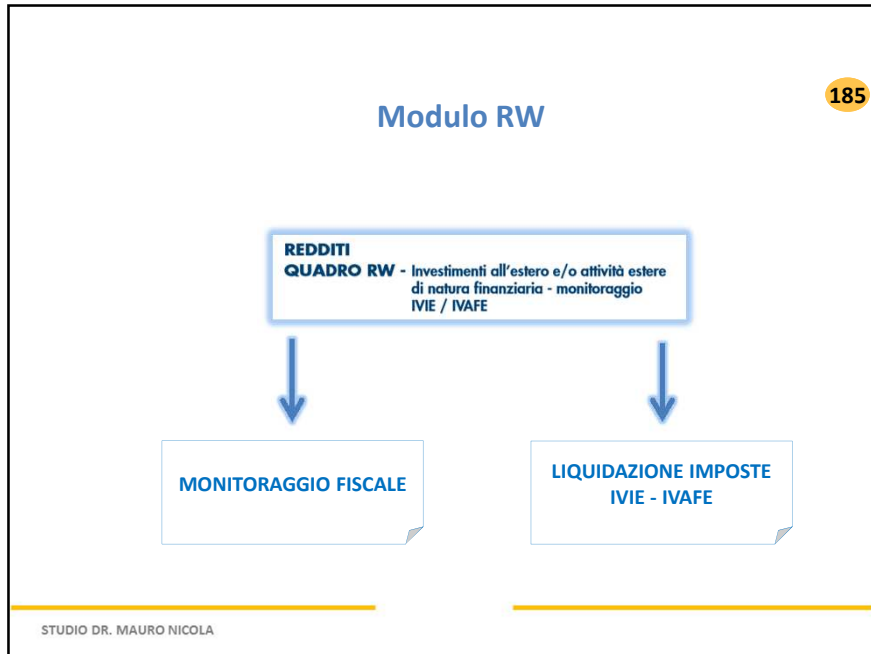 Modulo RW
185
REDDITI
QUADRO RW - Investimenti all'estero e/o attività estere
di natura finanziaria - monitoraggio
IVIE / IVAFE
MONITORAGGIO FISCALE
LIQUIDAZIONE IMPOSTE
IVIE - IVAFE
STUDIO DR. MAURO NICOLA